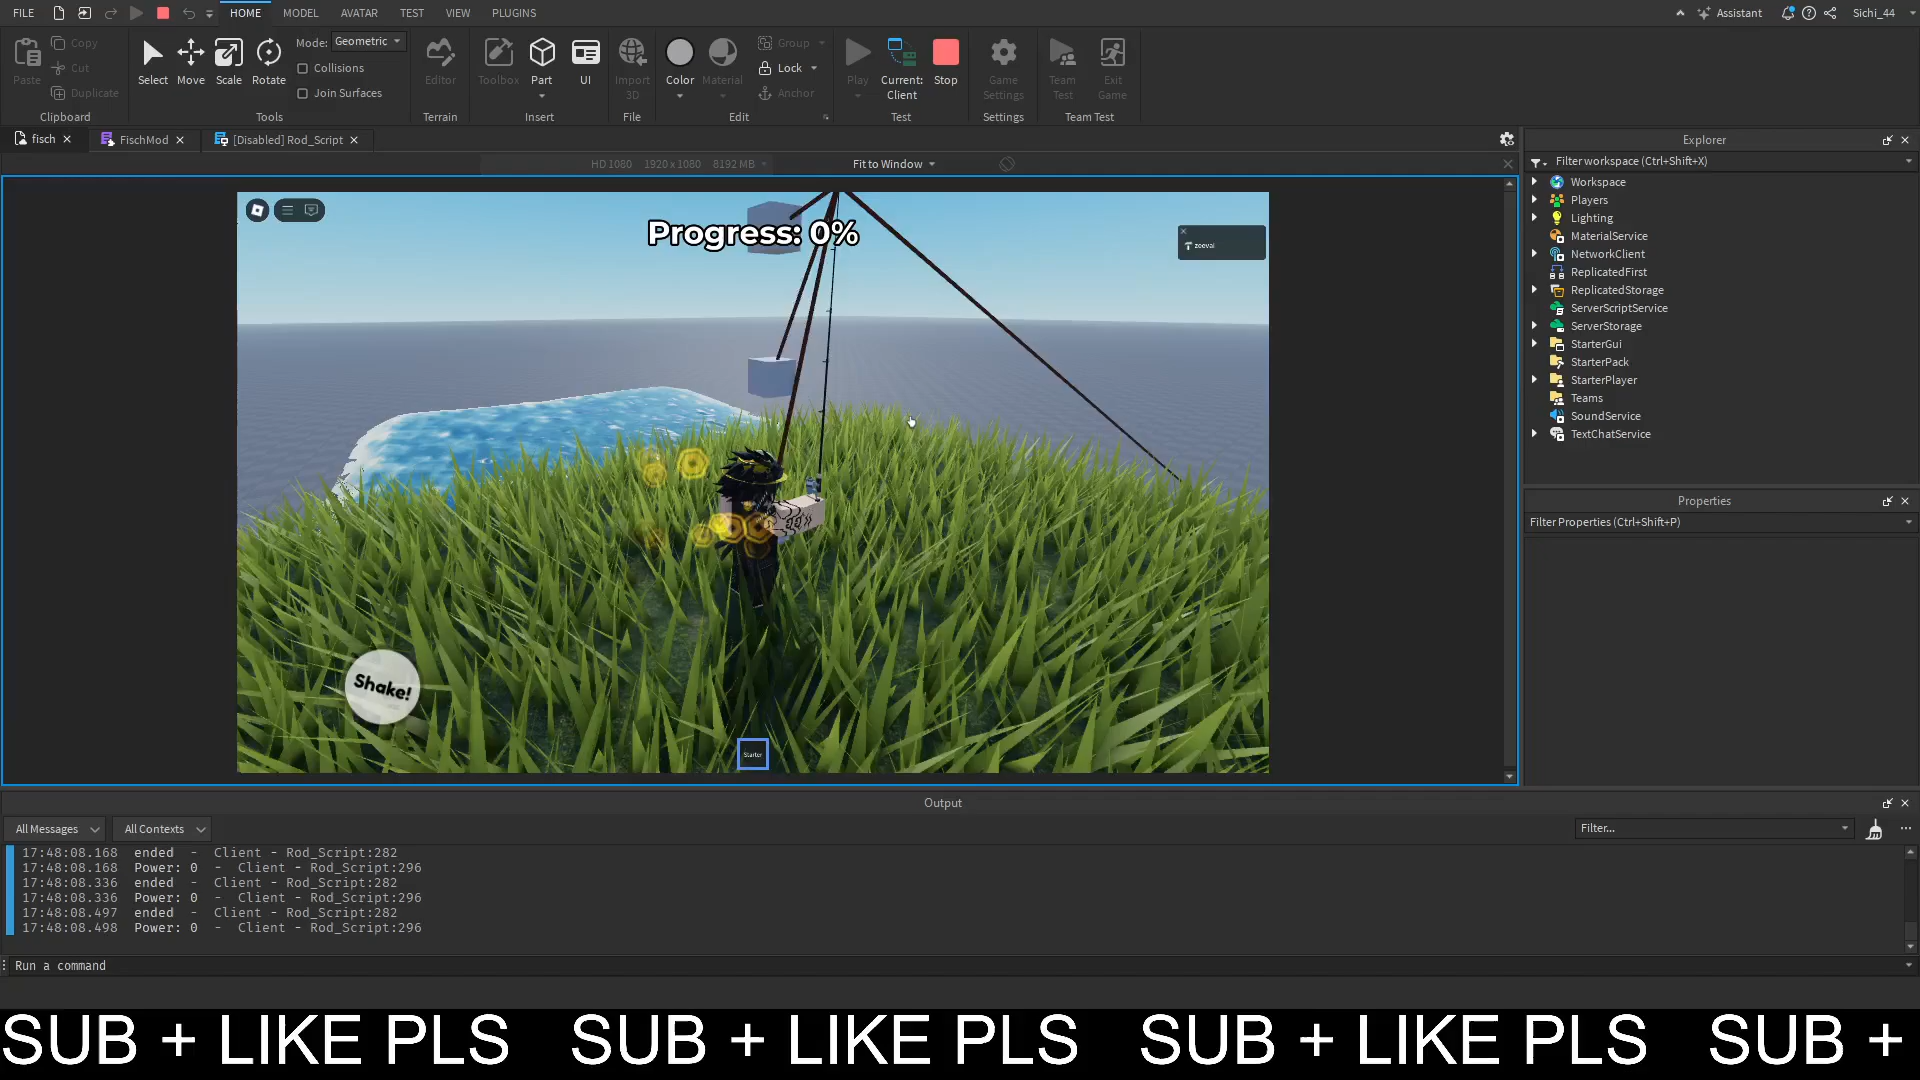 FILE HOME MODEL AVATAR TEST VIEW PLUGINS Assistant Sichi_44
Paste Copy Cut Duplicate Clipboard
Select Move Scale Rotate Mode: Geometric Collisions Join Surfaces Tools
Editor Terrain
Toolbox Part UI Insert
Import 3D File
Color Material Group Lock Anchor Edit
Play Current: Client Stop Test
Game Settings Settings
Team Test Exit Game Team Test
fisch FischMod [Disabled] Rod_Script
HD 1080 1920 x 1080 8192 MB Fit to Window
Progress: 0%
zeeval
Shake!
Starter
Explorer
Filter workspace (Ctrl+Shift+X)
Workspace
Players
Lighting
MaterialService
NetworkClient
ReplicatedFirst
ReplicatedStorage
ServerScriptService
ServerStorage
StarterGui
StarterPack
StarterPlayer
Teams
SoundService
TextChatService
Properties
Filter Properties (Ctrl+Shift+P)
Output
All Messages All Contexts Filter...
17:48:08.168 ended - Client - Rod_Script:282
17:48:08.168 Power: 0 - Client - Rod_Script:296
17:48:08.336 ended - Client - Rod_Script:282
17:48:08.336 Power: 0 - Client - Rod_Script:296
17:48:08.497 ended - Client - Rod_Script:282
17:48:08.498 Power: 0 - Client - Rod_Script:296
Run a command
SUB + LIKE PLS SUB + LIKE PLS SUB + LIKE PLS SUB +